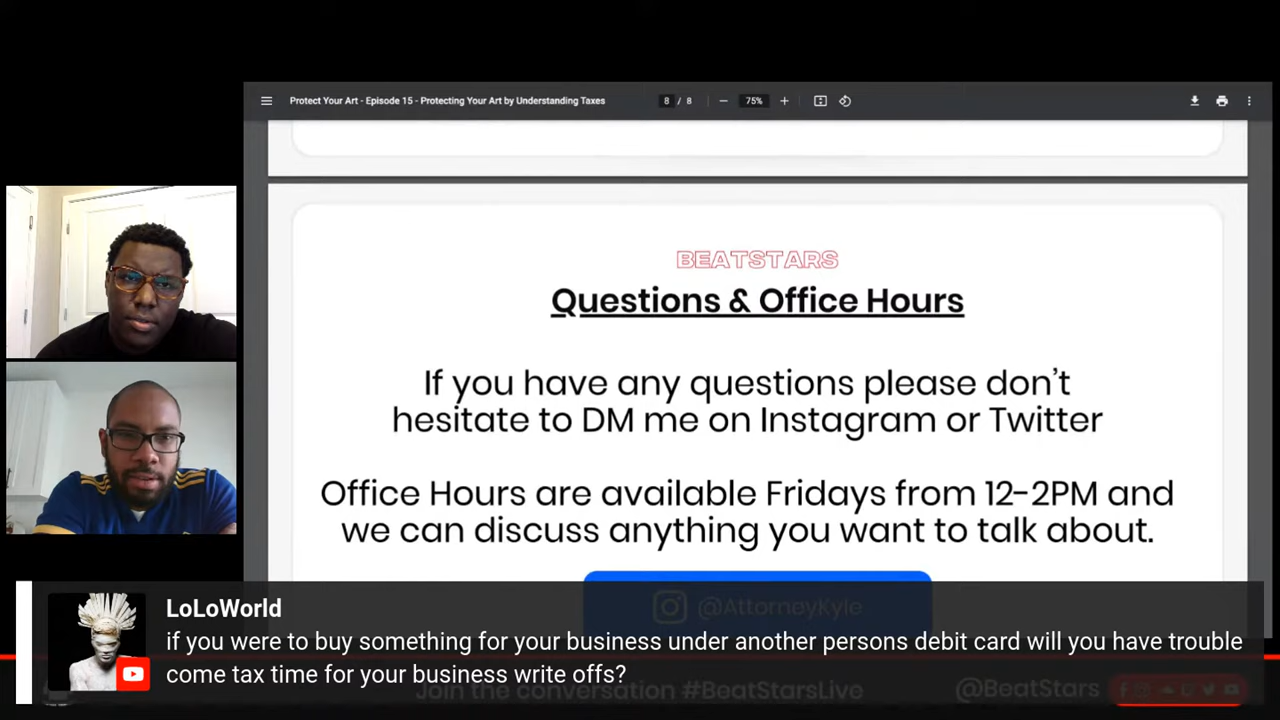 Protect Your Art - Episode 15 - Protecting Your Art by Understanding Taxes
8 / 8
75%
BEATSTARS
Questions & Office Hours
If you have any questions please don't
hesitate to DM me on Instagram or Twitter
Office Hours are available Fridays from 12-2PM and
we can discuss anything you want to talk about.
@AttorneyKyle
LoLoWorld
if you were to buy something for your business under another persons debit card will you have trouble
come tax time for your business write offs?
Join the conversation #BeatStarsLive
@BeatStars